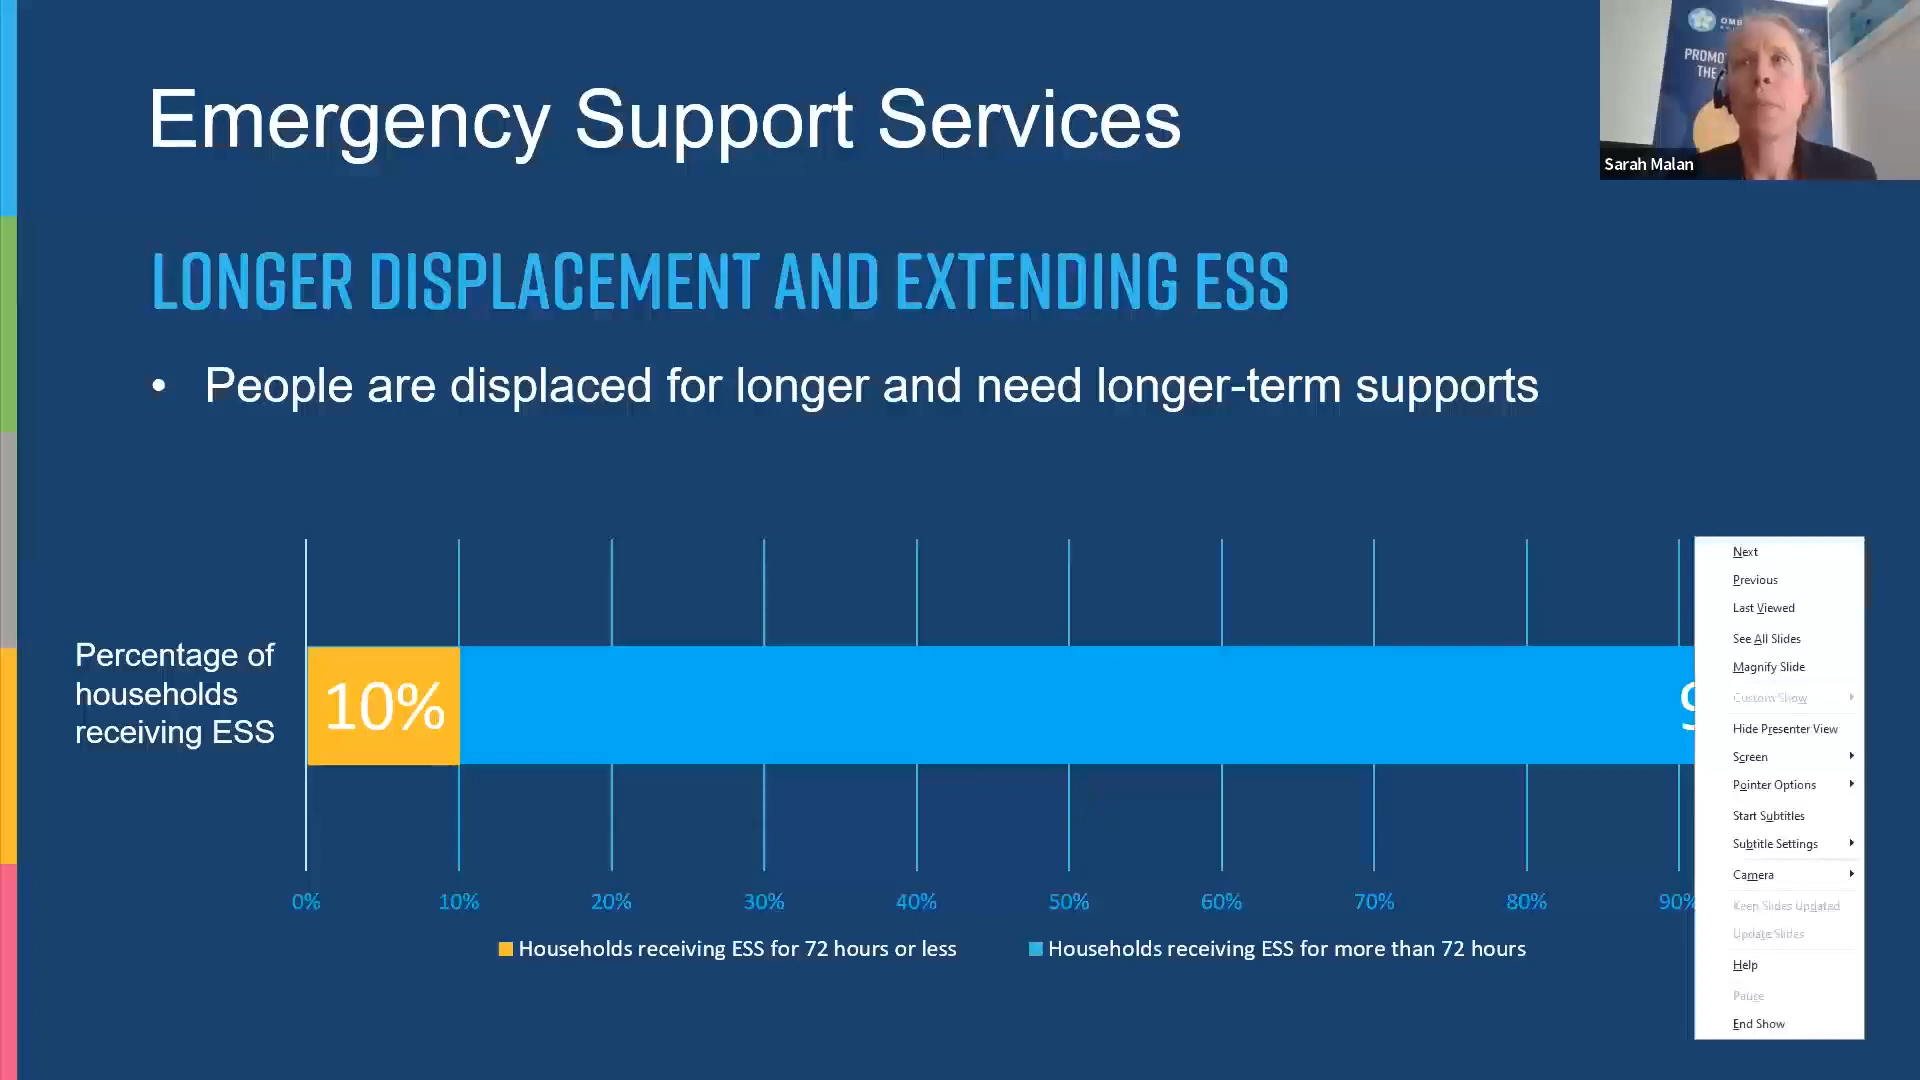 Emergency Support Services
OMB
PROMO
THE
Sarah Malan
LONGER DISPLACEMENT AND EXTENDING ESS
• People are displaced for longer and need longer-term supports
Percentage of
households
receiving ESS
10%
9
0% 10% 20% 30% 40% 50% 60% 70% 80% 90%
Households receiving ESS for 72 hours or less
Households receiving ESS for more than 72 hours
Next
Previous
Last Viewed
See All Slides
Magnify Slide
Custom Show
Hide Presenter View
Screen
Pointer Options
Start Subtitles
Subtitle Settings
Camera
Keep Slides Updated
Update Slides
Help
Pause
End Show